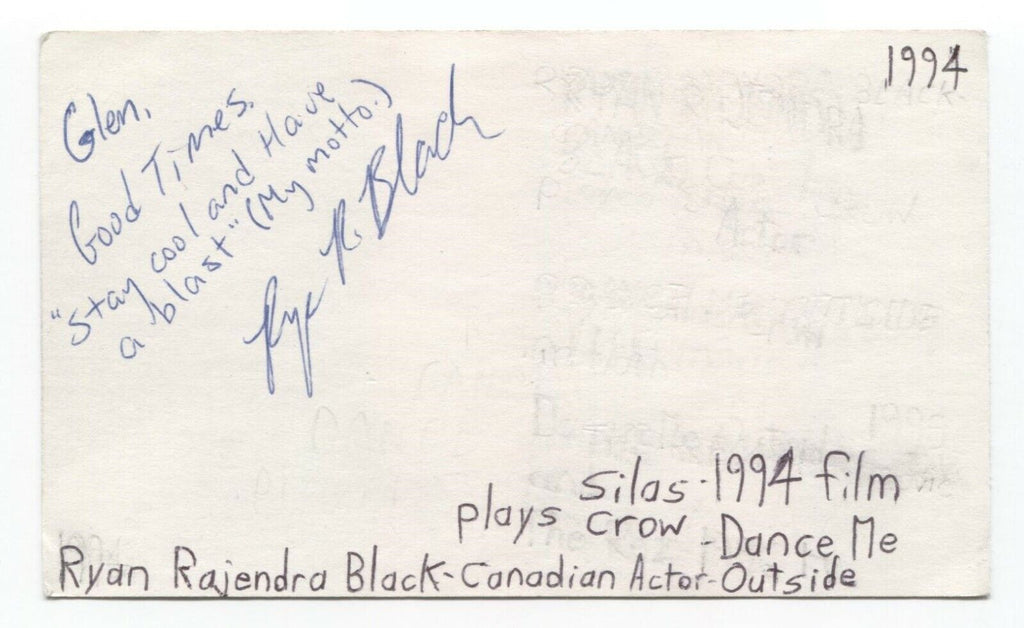 1994
Glen,
Good Times.
"Stay cool and Have
a blast" (My motto.)
Rye R. Black
Silas - 1994 film
plays Crow - Dance Me
Ryan Rajendra Black - Canadian Actor - Outside